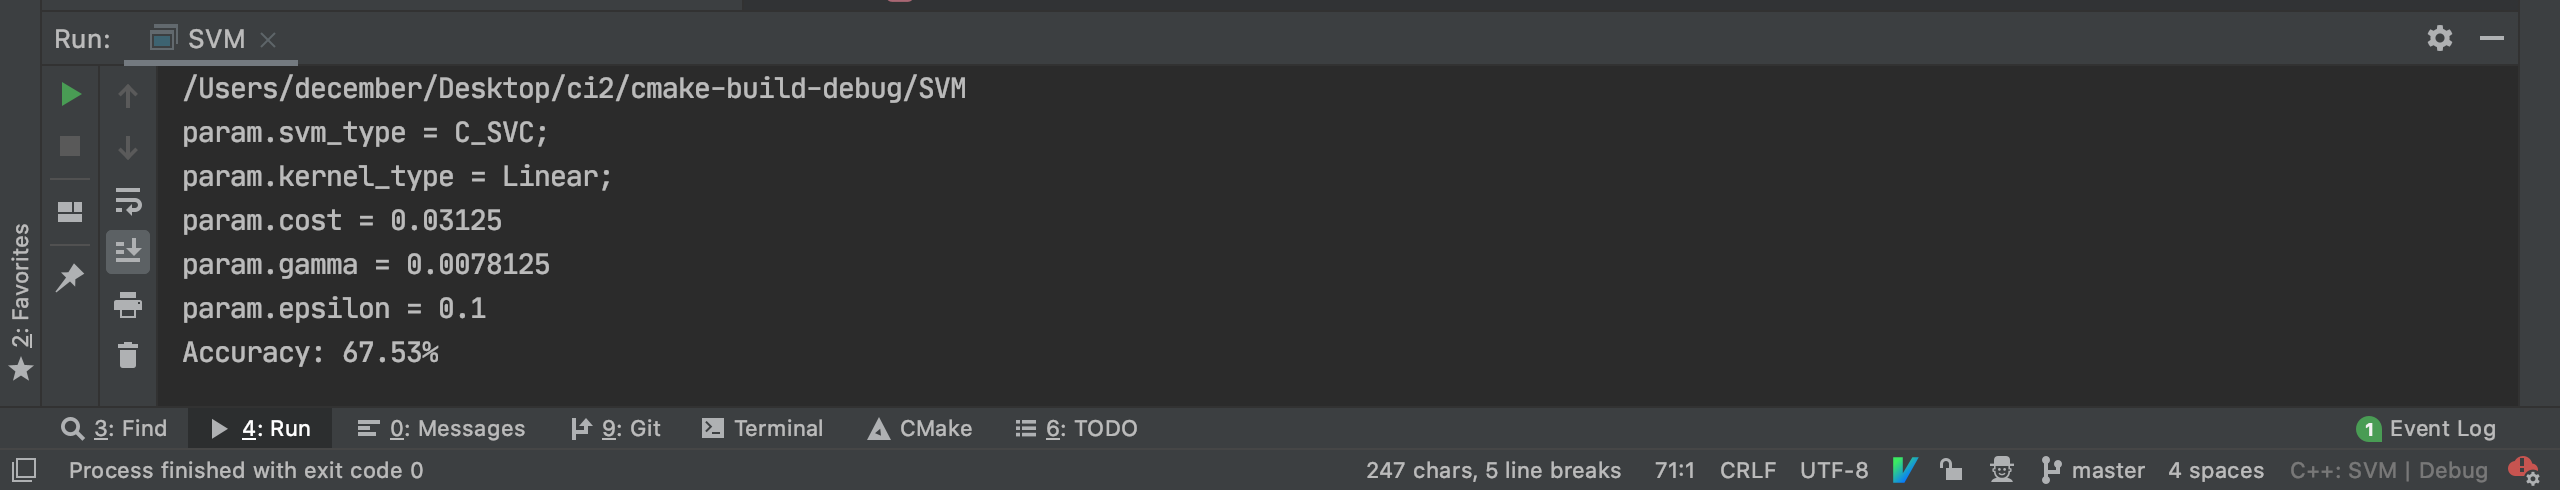 Run: SVM
/Users/december/Desktop/ci2/cmake-build-debug/SVM
param.svm_type = C_SVC;
param.kernel_type = Linear;
param.cost = 0.03125
param.gamma = 0.0078125
param.epsilon = 0.1
Accuracy: 67.53%
2: Favorites
3: Find 4: Run 0: Messages 9: Git Terminal CMake 6: TODO 1 Event Log
Process finished with exit code 0 247 chars, 5 line breaks 71:1 CRLF UTF-8 master 4 spaces C++: SVM | Debug